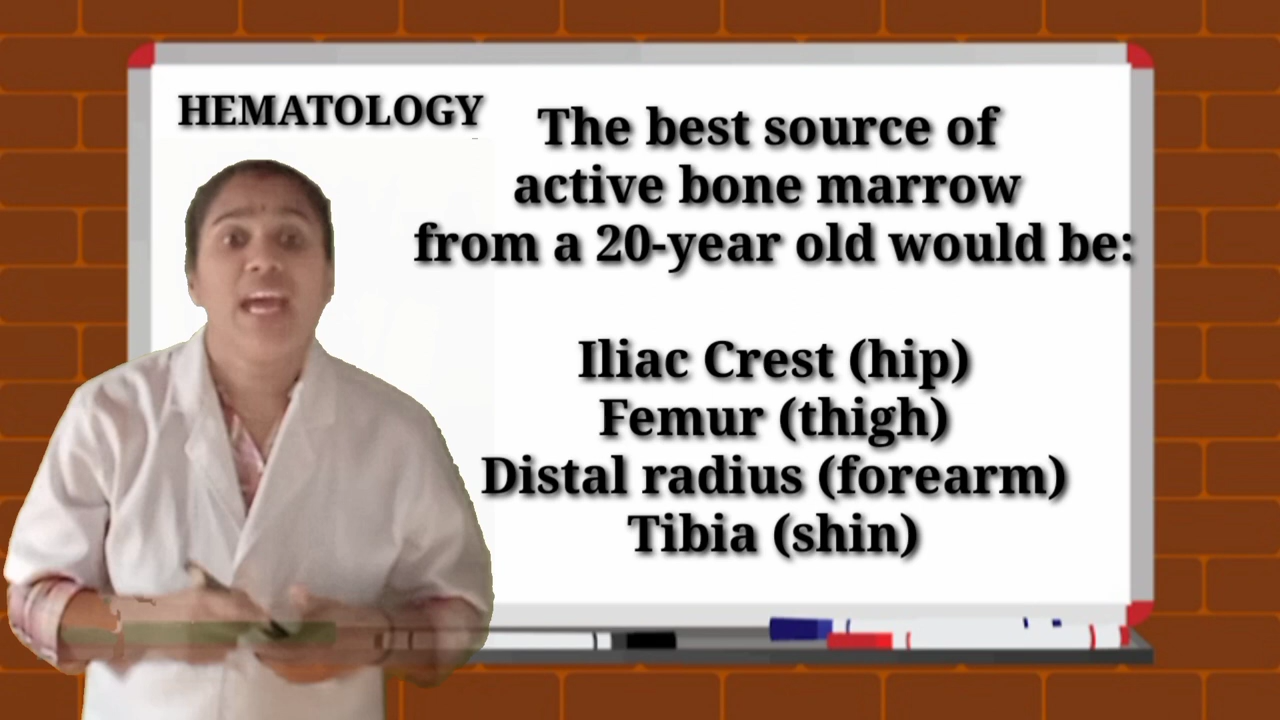 HEMATOLOGY
The best source of
active bone marrow
from a 20-year old would be:
Iliac Crest (hip)
Femur (thigh)
Distal radius (forearm)
Tibia (shin)